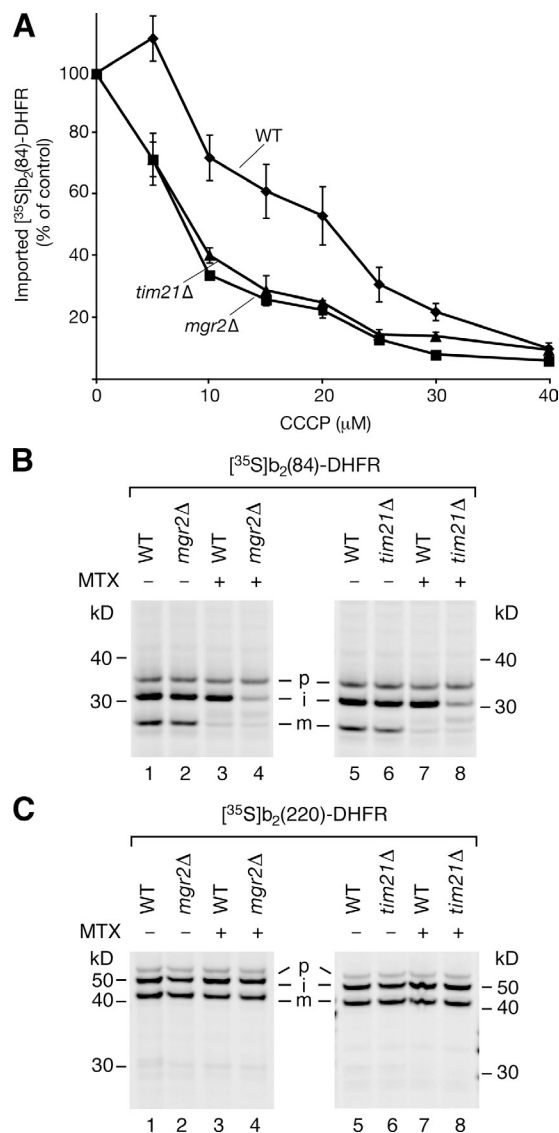 A
Imported [³⁵S]b₂(84)-DHFR
(% of control)
100
80
60
40
20
WT
tim21Δ
mgr2Δ
0 10 20 30 40
CCCP (μM)
B
[³⁵S]b₂(84)-DHFR
WT mgr2Δ WT mgr2Δ WT tim21Δ WT tim21Δ
MTX – – + + – – + +
kD kD
40 – – 40
– p –
30 – – i – – 30
– m –
1 2 3 4 5 6 7 8
C
[³⁵S]b₂(220)-DHFR
WT mgr2Δ WT mgr2Δ WT tim21Δ WT tim21Δ
MTX – – + + – – + +
kD kD
p
50 – – i – – 50
40 – – m – – 40
30 – – 30
1 2 3 4 5 6 7 8